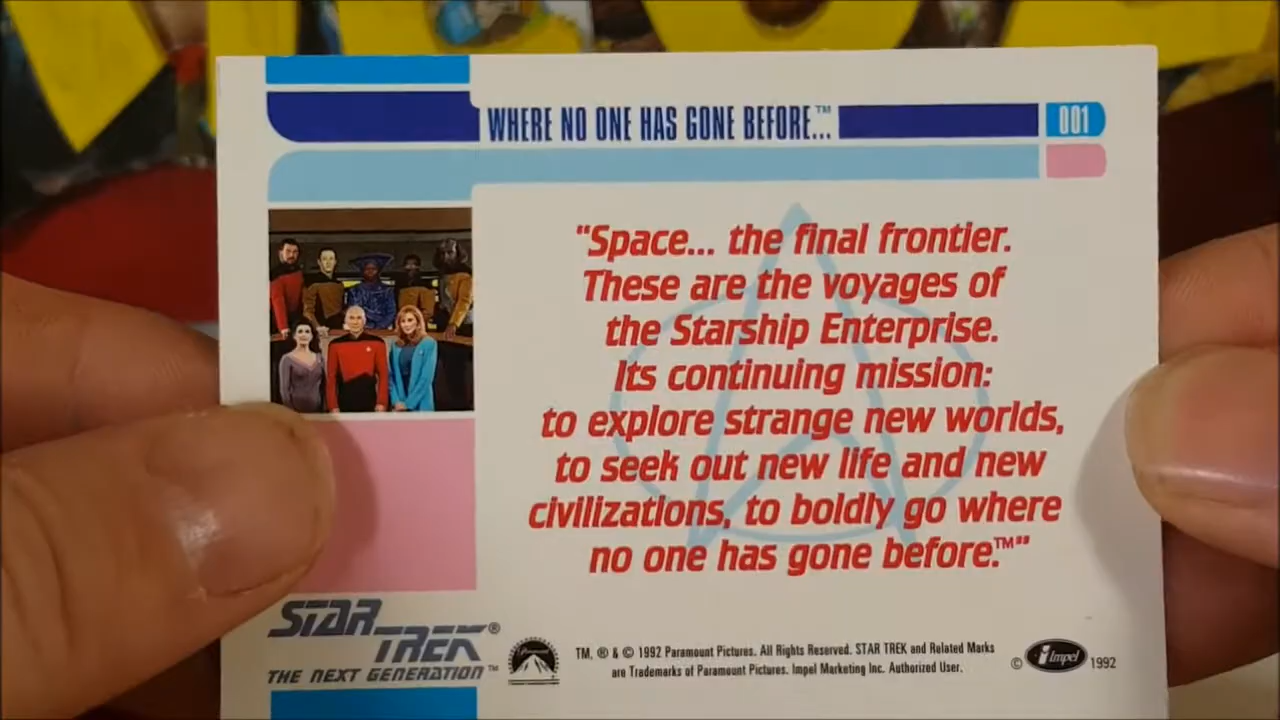 WHERE NO ONE HAS GONE BEFORE...™
001
"Space... the final frontier.
These are the voyages of
the Starship Enterprise.
Its continuing mission:
to explore strange new worlds,
to seek out new life and new
civilizations, to boldly go where
no one has gone before.™"
STAR TREK®
THE NEXT GENERATION™
Paramount
TM, ® & © 1992 Paramount Pictures. All Rights Reserved. STAR TREK and Related Marks
are Trademarks of Paramount Pictures. Impel Marketing Inc. Authorized User.
© Impel 1992